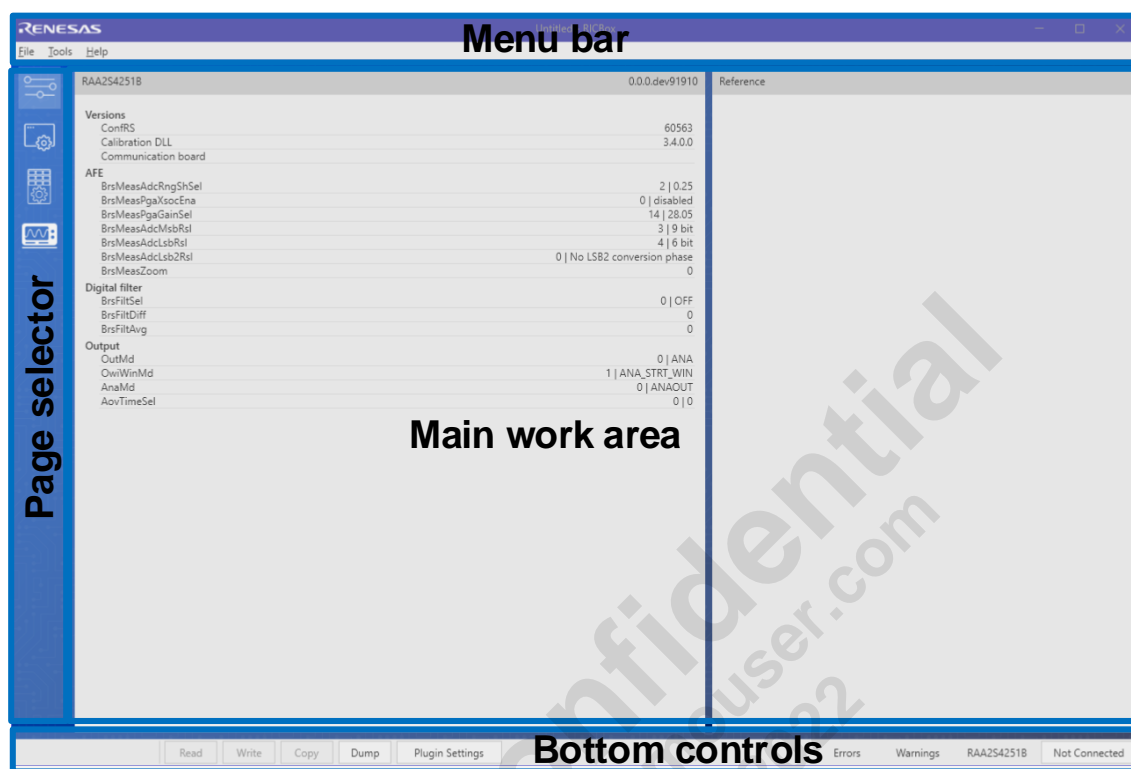 RENESAS
Untitled - RICBox
Menu bar
File Tools Help
RAA2S4251B 0.0.0.dev91910 Reference
Versions
ConfRS 60563
Calibration DLL 3.4.0.0
Communication board
AFE
BrsMeasAdcRngShSel 2 | 0.25
BrsMeasPgaXsocEna 0 | disabled
BrsMeasPgaGainSel 14 | 28.05
BrsMeasAdcMsbRsl 3 | 9 bit
BrsMeasAdcLsbRsl 4 | 6 bit
BrsMeasAdcLsb2Rsl 0 | No LSB2 conversion phase
BrsMeasZoom 0
Digital filter
BrsFiltSel 0 | OFF
BrsFiltDiff 0
BrsFiltAvg 0
Output
OutMd 0 | ANA
OwiWinMd 1 | ANA_STRT_WIN
AnaMd 0 | ANAOUT
AovTimeSel 0 | 0
Page selector
Main work area
Read Write Copy Dump Plugin Settings Bottom controls Errors Warnings RAA2S4251B Not Connected